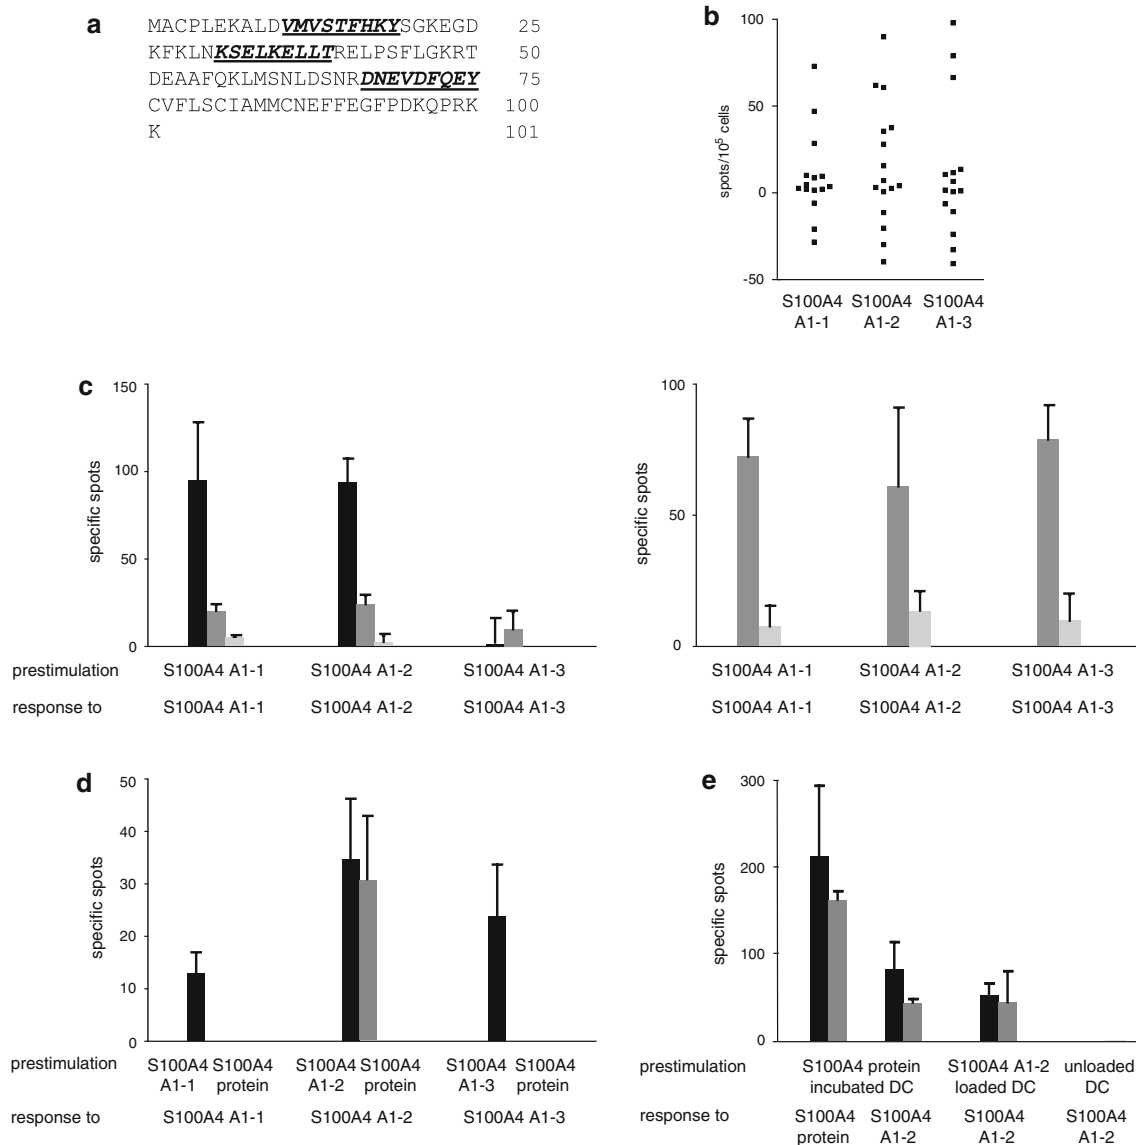 a
MACPLEKALDVMVSTFHKYSGKEGD 25
KFKLNKSELKELLTRELPSFLGKRT 50
DEAAFQKLMSNLDSNRDNEVDFQEY 75
CVFLSCIAMMCNEFFEGFPDKQPRK 100
K 101
b
spots/10⁵ cells
100
50
0
-50
S100A4 A1-1
S100A4 A1-2
S100A4 A1-3
c
specific spots
150
100
50
0
prestimulation S100A4 A1-1 S100A4 A1-2 S100A4 A1-3
response to S100A4 A1-1 S100A4 A1-2 S100A4 A1-3
specific spots
100
50
0
S100A4 A1-1 S100A4 A1-2 S100A4 A1-3
S100A4 A1-1 S100A4 A1-2 S100A4 A1-3
d
specific spots
50
40
30
20
10
0
prestimulation S100A4 S100A4 S100A4 S100A4 S100A4 S100A4
A1-1 protein A1-2 protein A1-3 protein
response to S100A4 A1-1 S100A4 A1-2 S100A4 A1-3
e
specific spots
300
200
100
0
prestimulation S100A4 protein S100A4 A1-2 unloaded
incubated DC loaded DC DC
response to S100A4 S100A4 S100A4 S100A4
protein A1-2 A1-2 A1-2